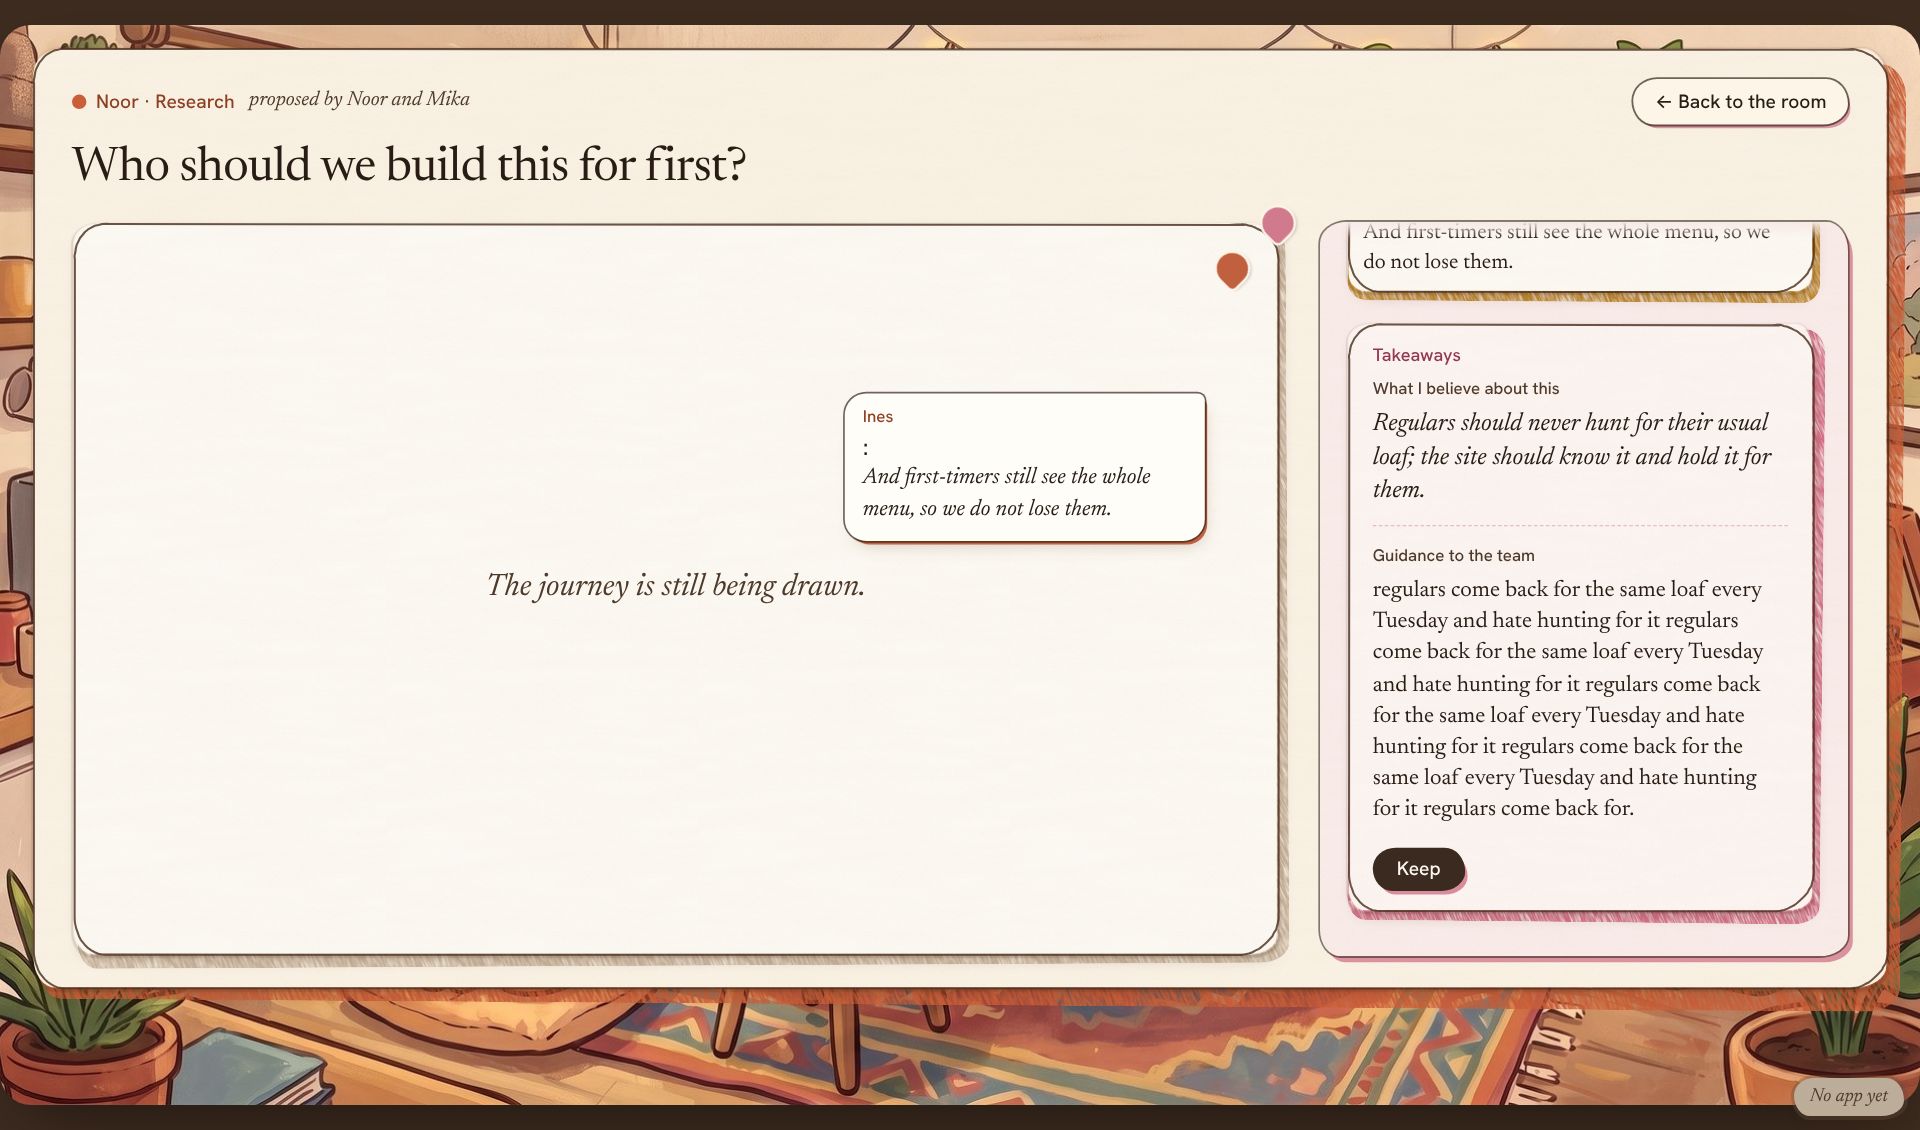 Noor · Research proposed by Noor and Mika
← Back to the room
Who should we build this for first?
Ines
:
And first-timers still see the whole
menu, so we do not lose them.
The journey is still being drawn.
And first-timers still see the whole menu, so we
do not lose them.
Takeaways
What I believe about this
Regulars should never hunt for their usual
loaf; the site should know it and hold it for
them.
Guidance to the team
regulars come back for the same loaf every
Tuesday and hate hunting for it regulars
come back for the same loaf every Tuesday
and hate hunting for it regulars come back
for the same loaf every Tuesday and hate
hunting for it regulars come back for the
same loaf every Tuesday and hate hunting
for it regulars come back for.
Keep
No app yet